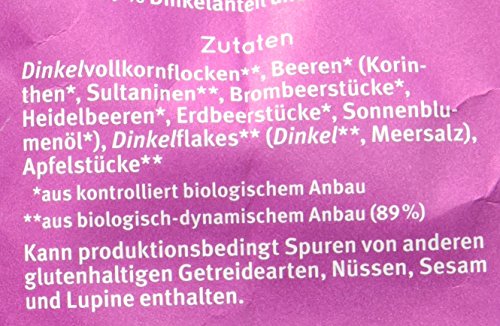 % Dinkelanteil
Zutaten
Dinkelvollkornflocken**, Beeren* (Korin-
then*, Sultaninen**, Brombeerstücke*,
Heidelbeeren*, Erdbeerstücke*, Sonnenblu-
menöl*), Dinkelflakes** (Dinkel**, Meersalz),
Apfelstücke**
*aus kontrolliert biologischem Anbau
**aus biologisch-dynamischem Anbau (89%)
Kann produktionsbedingt Spuren von anderen
glutenhaltigen Getreidearten, Nüssen, Sesam
und Lupine enthalten.